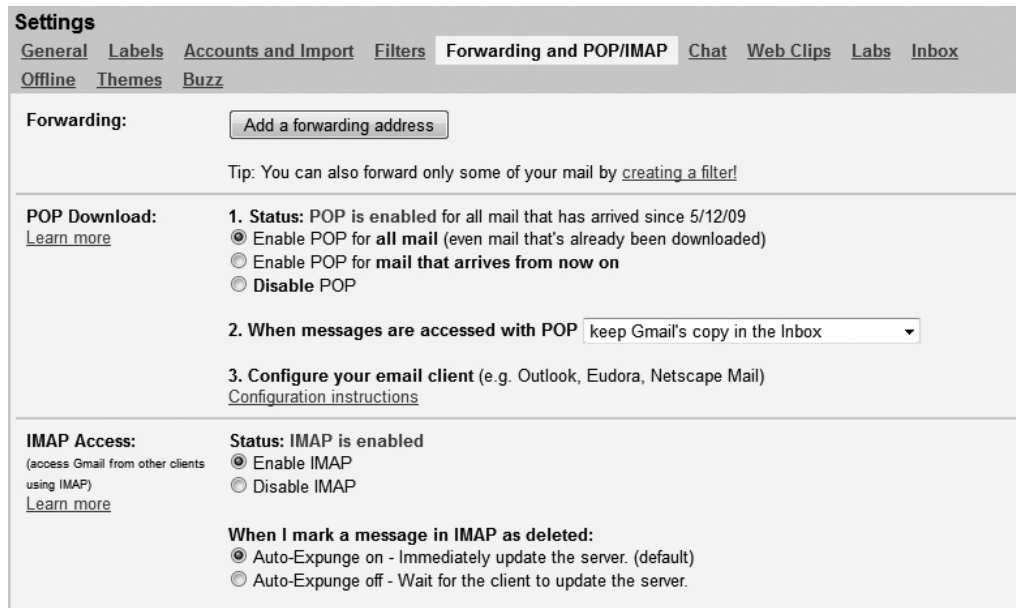 Settings
General Labels Accounts and Import Filters Forwarding and POP/IMAP Chat Web Clips Labs Inbox
Offline Themes Buzz
Forwarding:
Add a forwarding address
Tip: You can also forward only some of your mail by creating a filter!
POP Download:
Learn more
1. Status: POP is enabled for all mail that has arrived since 5/12/09
Enable POP for all mail (even mail that's already been downloaded)
Enable POP for mail that arrives from now on
Disable POP
2. When messages are accessed with POP keep Gmail's copy in the Inbox
3. Configure your email client (e.g. Outlook, Eudora, Netscape Mail)
Configuration instructions
IMAP Access:
(access Gmail from other clients
using IMAP)
Learn more
Status: IMAP is enabled
Enable IMAP
Disable IMAP
When I mark a message in IMAP as deleted:
Auto-Expunge on - Immediately update the server. (default)
Auto-Expunge off - Wait for the client to update the server.